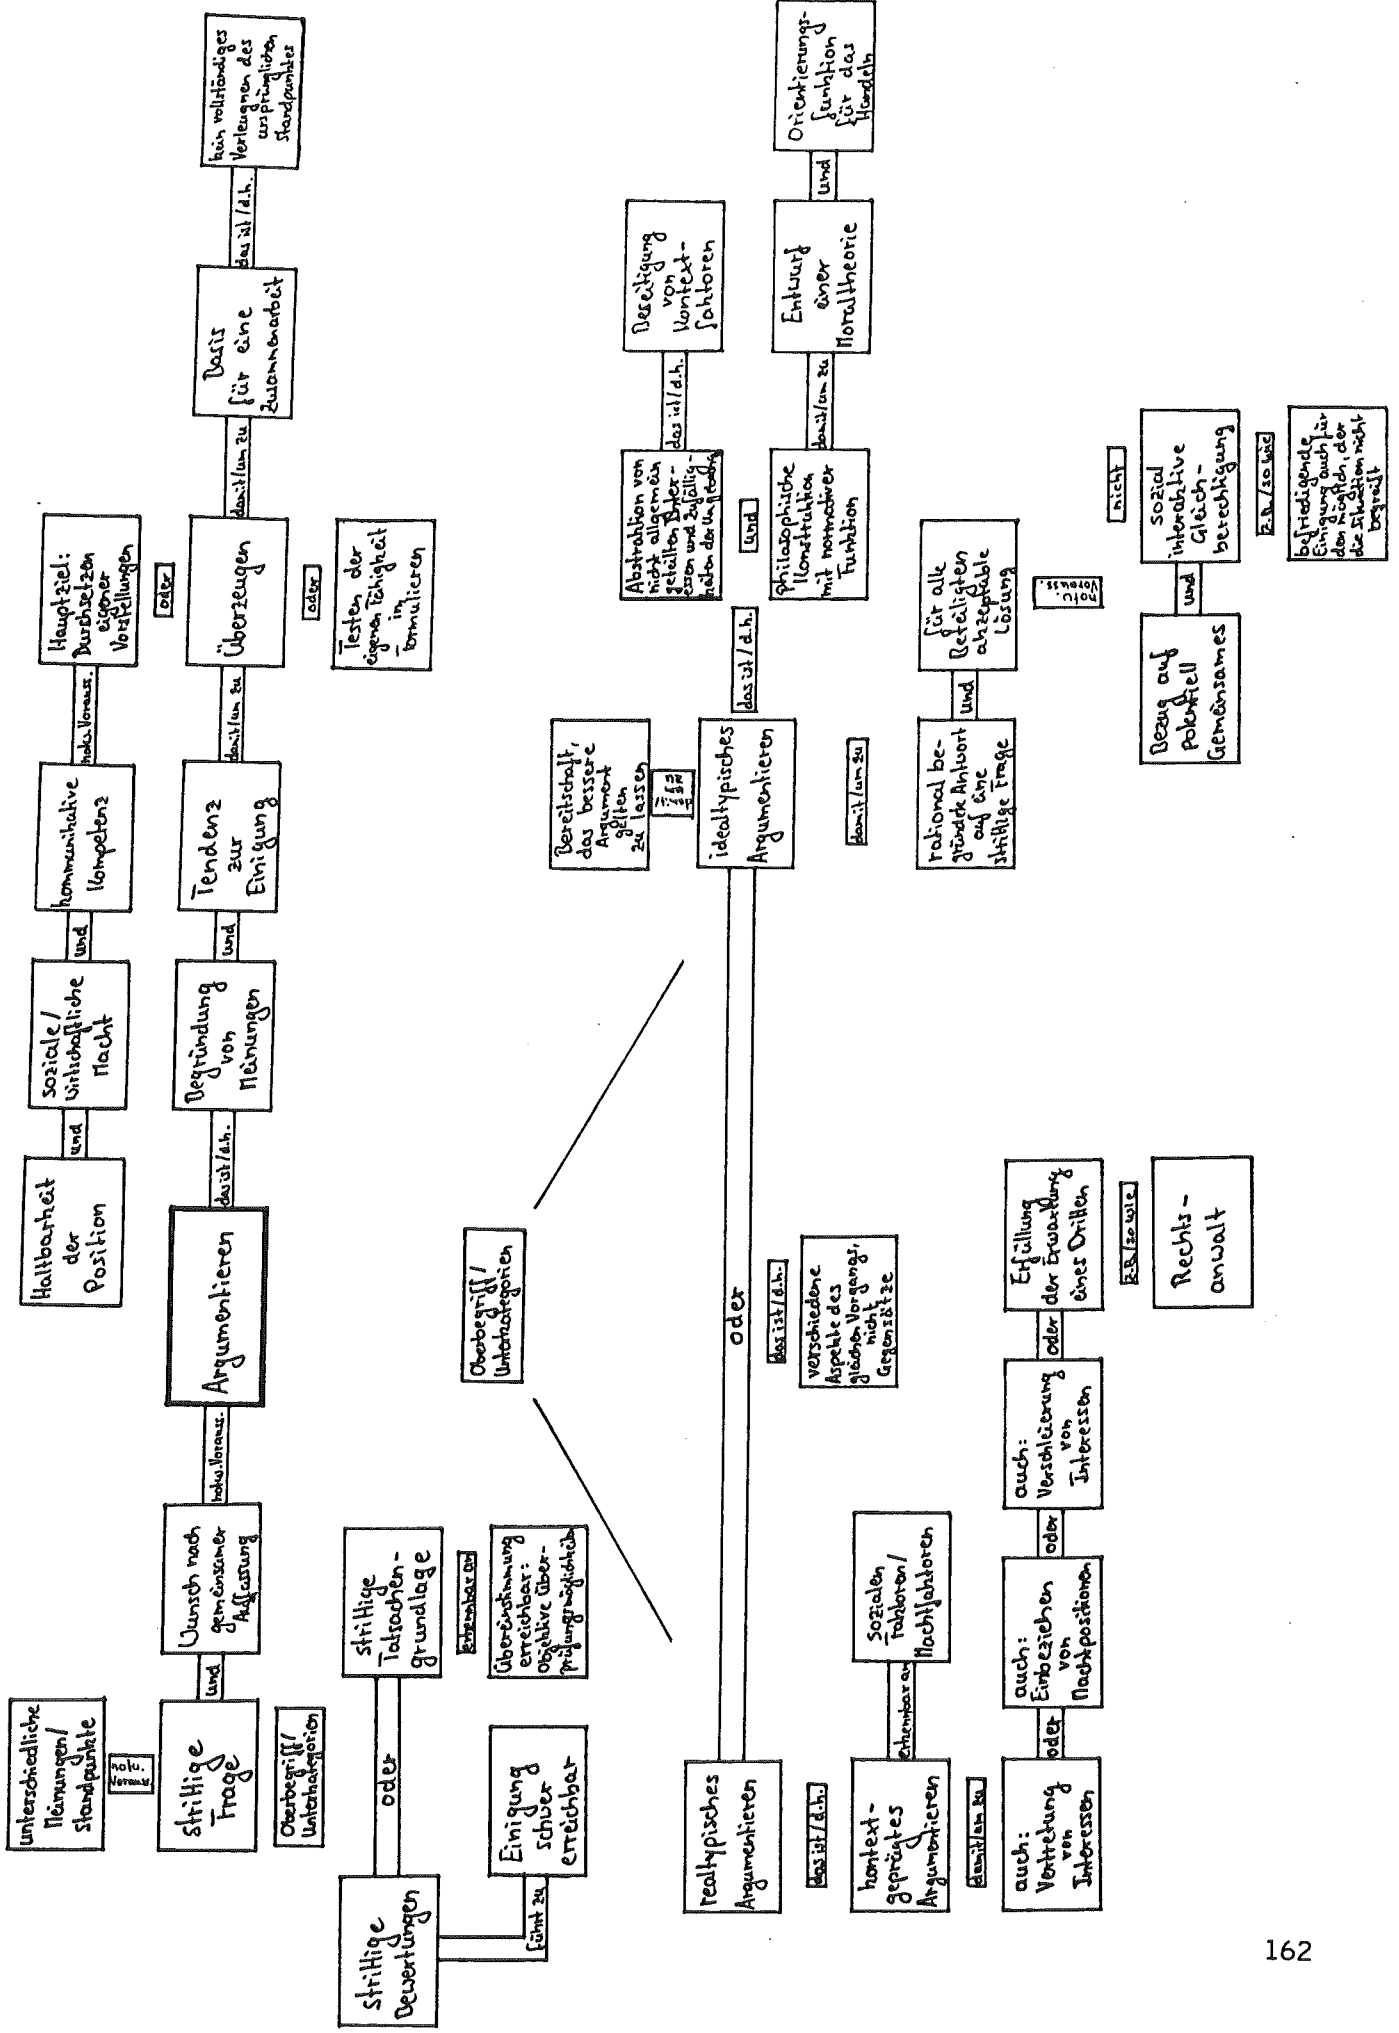 unterschiedliche
Meinungen/
Standpunkte
notw.
Vorauss.
Haltbarkeit
der
Position
und
soziale/
wirtschaftliche
Macht
und
kommunikative
Kompetenz
notw. Vorauss.
Hauptziel:
Durchsetzen
eigener
Vorstellungen
oder
strittige
Frage
und
Wunsch nach
gemeinsamer
Auffassung
notw. Vorauss.
Argumentieren
das ist/d.h.
Begründung
von
Meinungen
und
Tendenz
zur
Einigung
damit/um zu
Überzeugen
damit/um zu
Basis
für eine
Zusammenarbeit
das ist/d.h.
kein vollständiges
Verleugnen des
ursprünglichen
Standpunktes
Oberbegriff/
Unterkategorien
oder
Testen der
eigenen Fähigkeit
im
Formulieren
strittige
Bewertungen
oder
strittige
Tatsachen-
grundlage
führt zu
Einigung
schwer
erreichbar
erkennbar an
Übereinstimmung
erreichbar:
Objektive Über-
prüfungsmöglichkeiten
Oberbegriff/
Unterkategorien
Bereitschaft,
das bessere
Argument
gelten
zu lassen
realtypisches
Argumentieren
oder
idealtypisches
Argumentieren
das ist/d.h.
Abstraktion von
nicht allgemein
geteilten Inter-
essen und Zufällig-
keiten der Umgebung
das ist/d.h.
Beseitigung
von
Kontext-
faktoren
und
philosophische
Konstruktion
mit normativer
Funktion
damit/um zu
Entwurf
einer
Moraltheorie
und
Orientierungs-
funktion
für das
Handeln
das ist/d.h.
verschiedene
Aspekte des
gleichen Vorgangs,
nicht
Gegensätze
das ist/d.h.
kontext-
geprägtes
Argumentieren
erkennbar an
sozialen
Faktoren/
Machtfaktoren
damit/um zu
rational be-
gründete Antwort
auf eine
strittige Frage
und
für alle
Beteiligten
akzeptable
Lösung
damit/um zu
auch:
Vertretung
von
Interessen
oder
auch:
Einbeziehen
von
Machtpositionen
oder
auch:
Verschleierung
von
Interessen
oder
Erfüllung
der Erwartung
eines Dritten
z.B./so wie
Rechts-
anwalt
notw.
Vorauss.
nicht
Bezug auf
potentiell
Gemeinsames
und
sozial
interaktive
Gleich-
berechtigung
z.B./so wie
befriedigende
Einigung auch für
den möglich, der
die Situation nicht
begreift
162